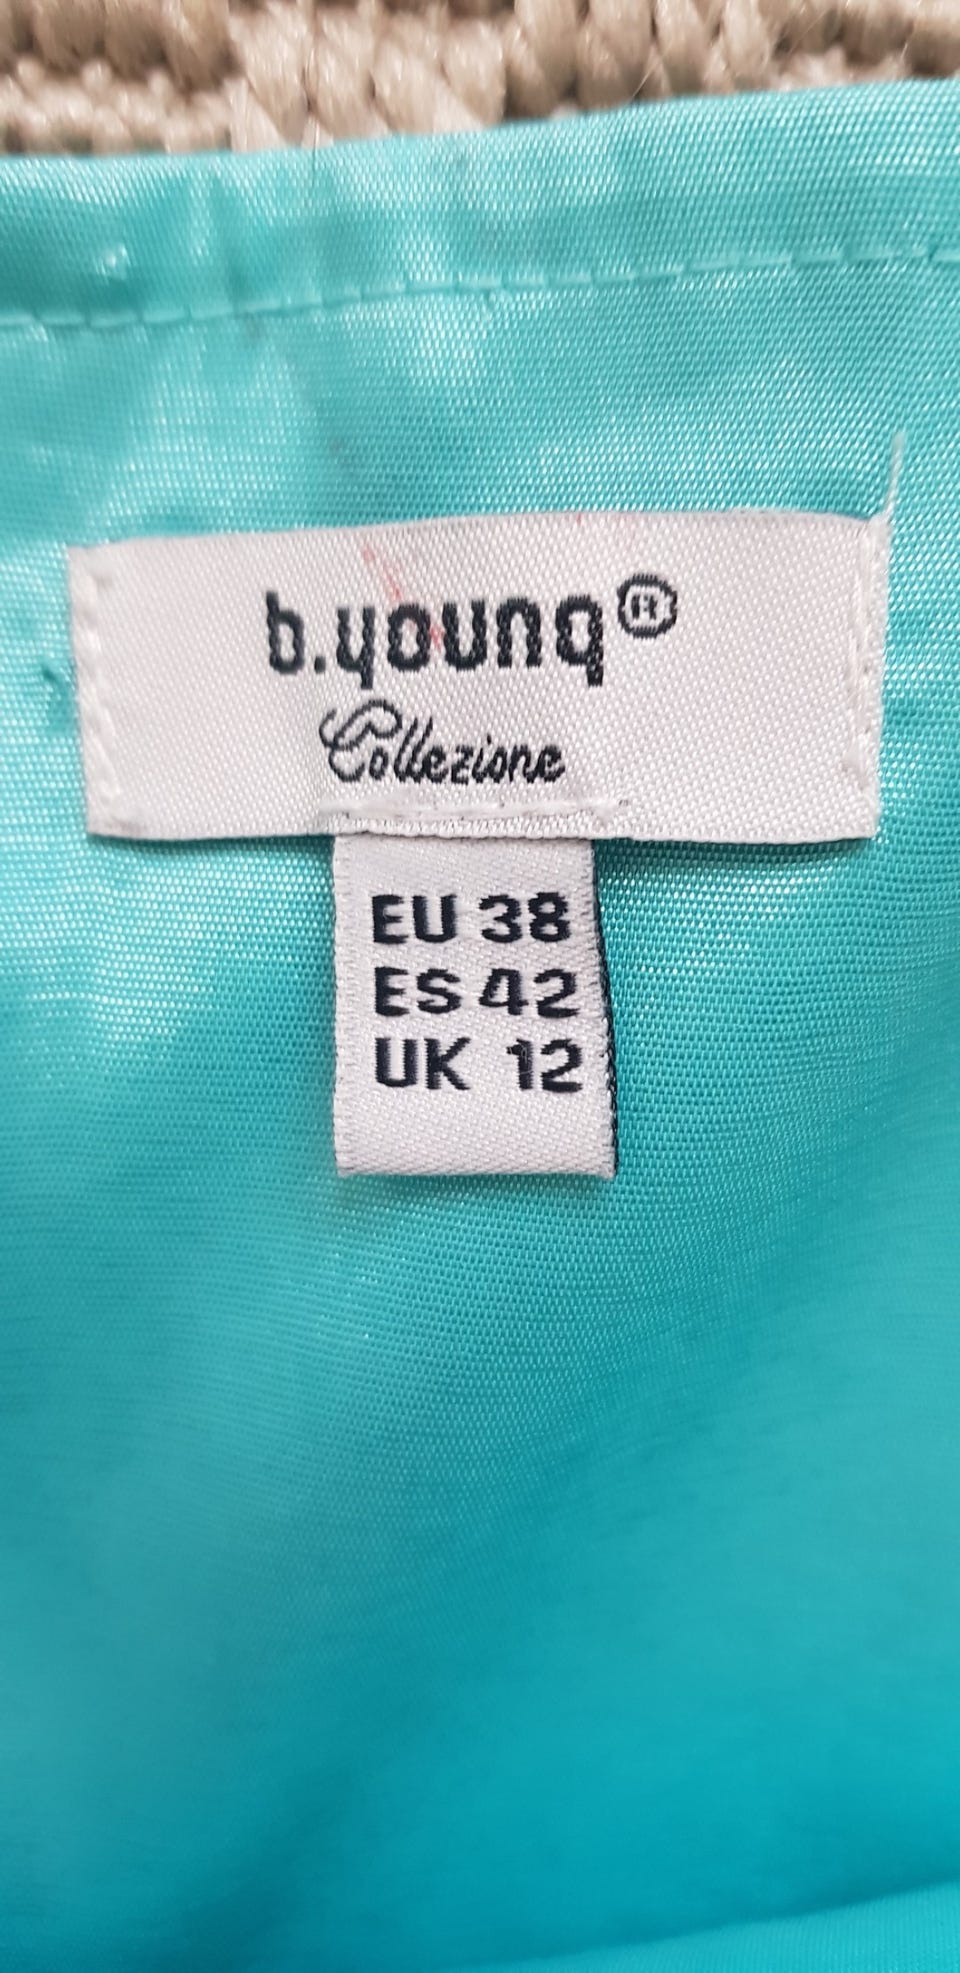 b.young®
Collezione
EU 38
ES 42
UK 12